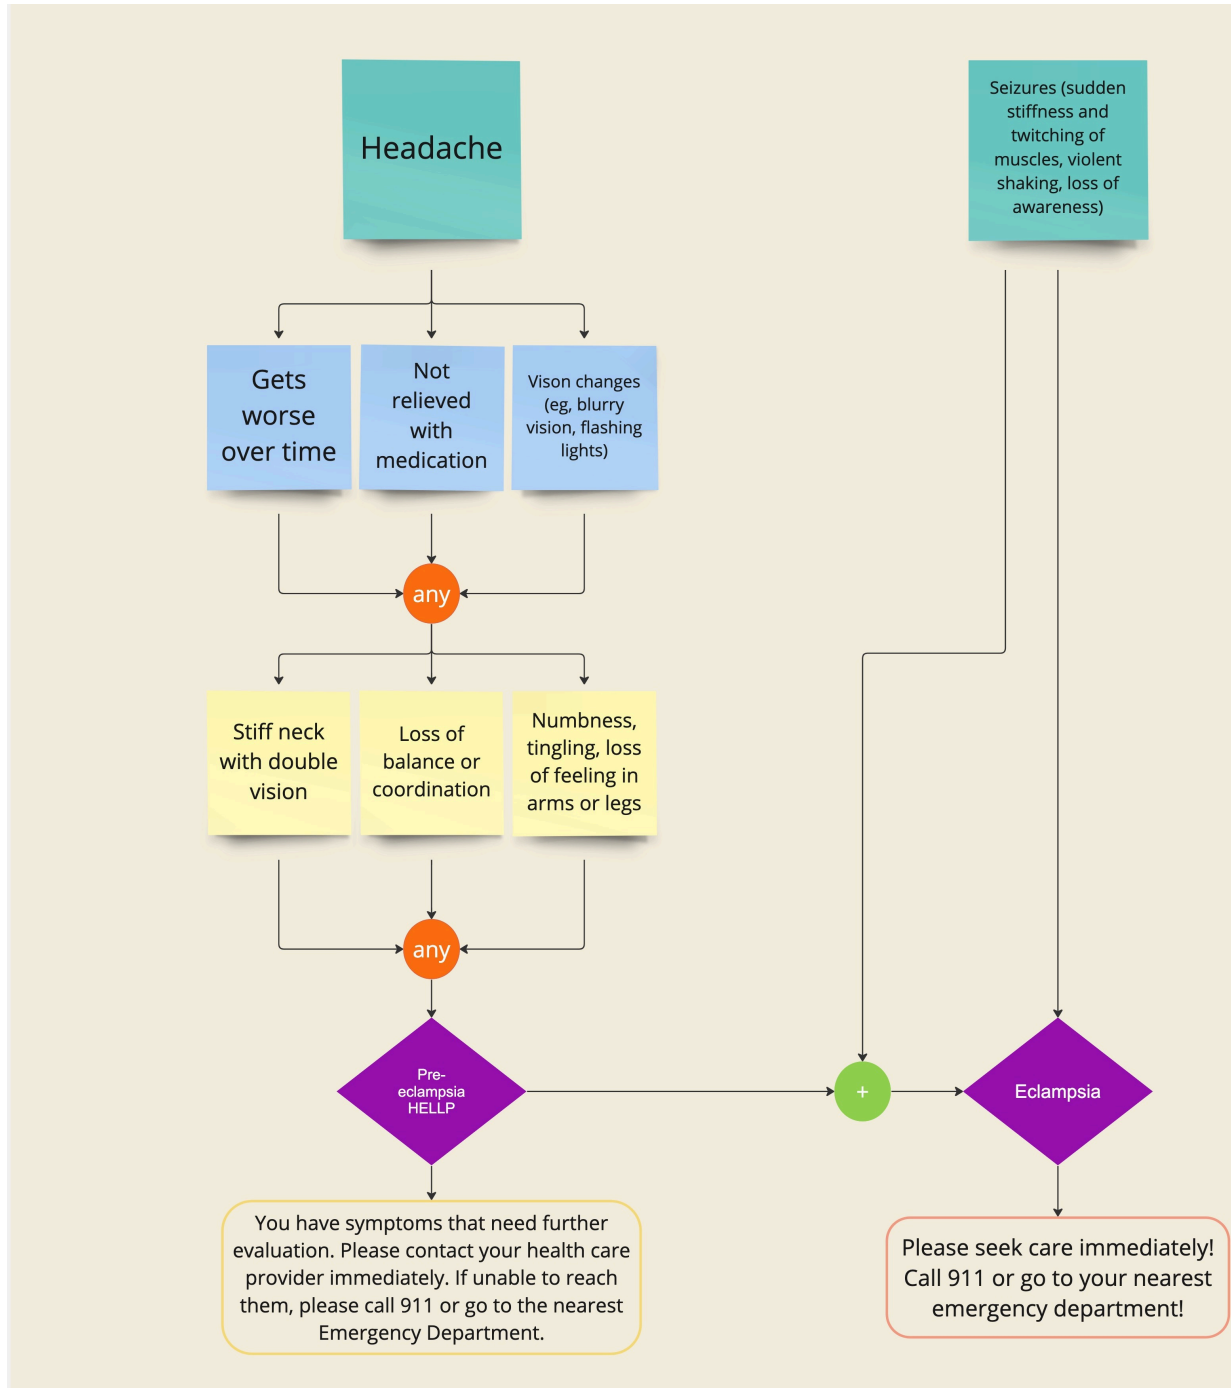 Headache
Seizures (sudden
stiffness and
twitching of
muscles, violent
shaking, loss of
awareness)
Gets
worse
over time
Not
relieved
with
medication
Vison changes
(eg, blurry
vision, flashing
lights)
any
Stiff neck
with double
vision
Loss of
balance or
coordination
Numbness,
tingling, loss
of feeling in
arms or legs
any
Pre-
eclampsia
HELLP
+
Eclampsia
You have symptoms that need further
evaluation. Please contact your health care
provider immediately. If unable to reach
them, please call 911 or go to the nearest
Emergency Department.
Please seek care immediately!
Call 911 or go to your nearest
emergency department!